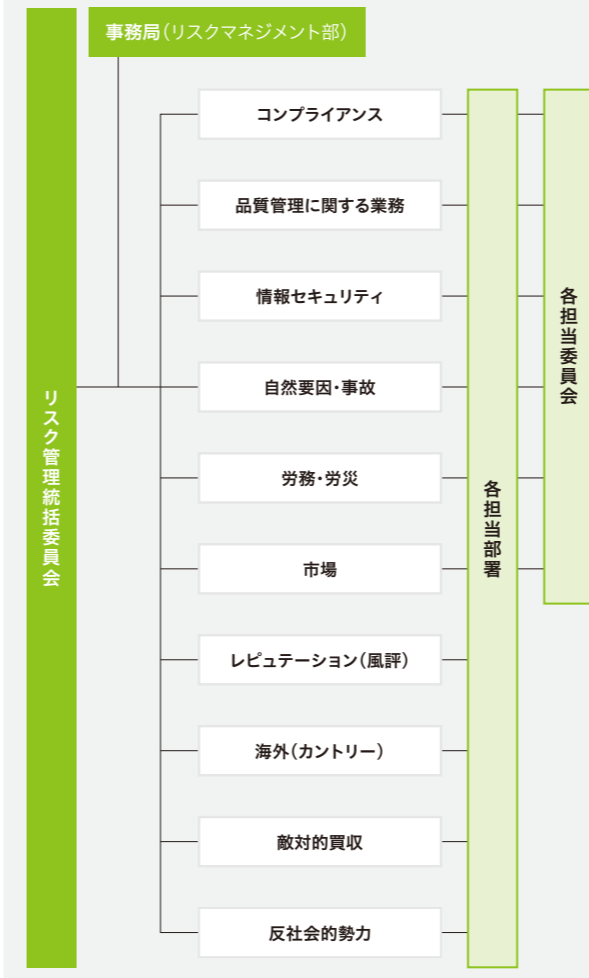 事務局（リスクマネジメント部）
リスク管理統括委員会
コンプライアンス
品質管理に関する業務
情報セキュリティ
自然要因・事故
労務・労災
市場
レピュテーション（風評）
海外（カントリー）
敵対的買収
反社会的勢力
各担当部署
各担当委員会